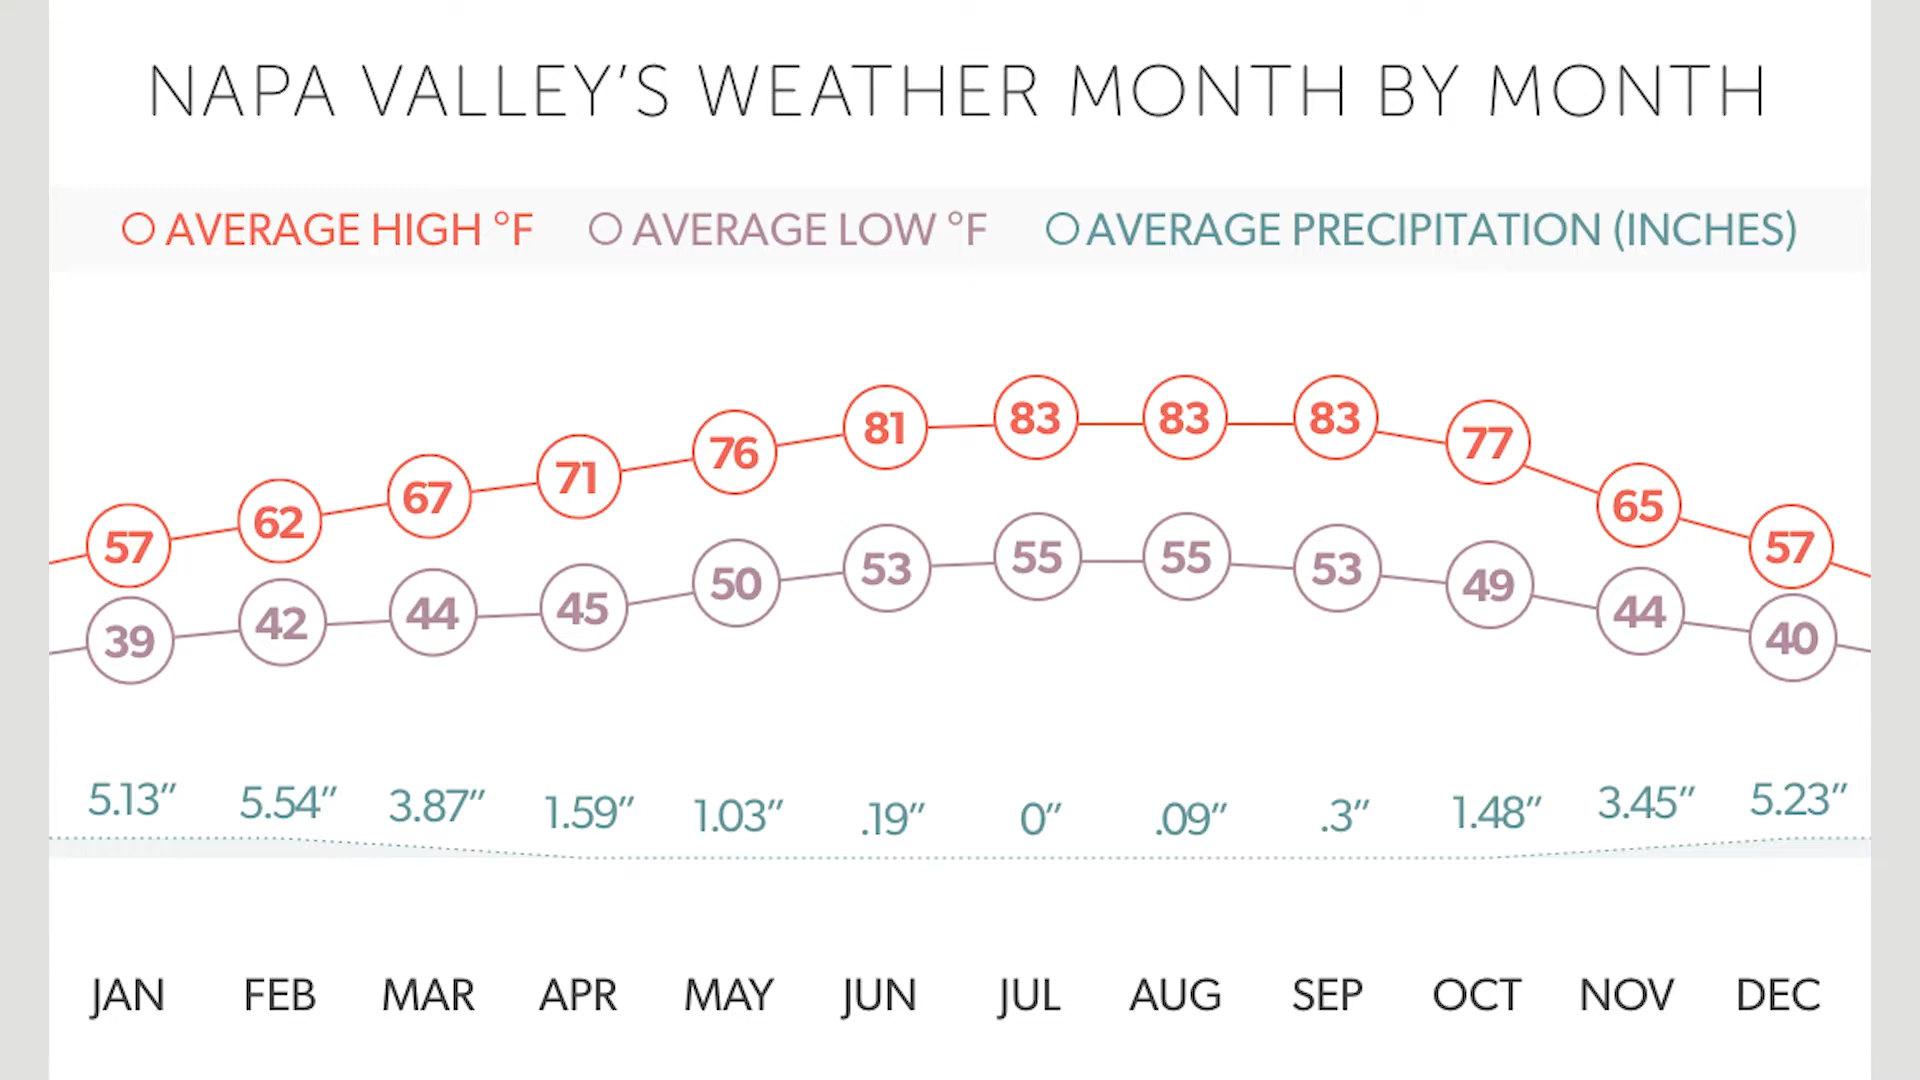 NAPA VALLEY'S WEATHER MONTH BY MONTH
AVERAGE HIGH °F AVERAGE LOW °F AVERAGE PRECIPITATION (INCHES)
57 62 67 71 76 81 83 83 83 77 65 57
39 42 44 45 50 53 55 55 53 49 44 40
5.13" 5.54" 3.87" 1.59" 1.03" .19" 0" .09" .3" 1.48" 3.45" 5.23"
JAN FEB MAR APR MAY JUN JUL AUG SEP OCT NOV DEC